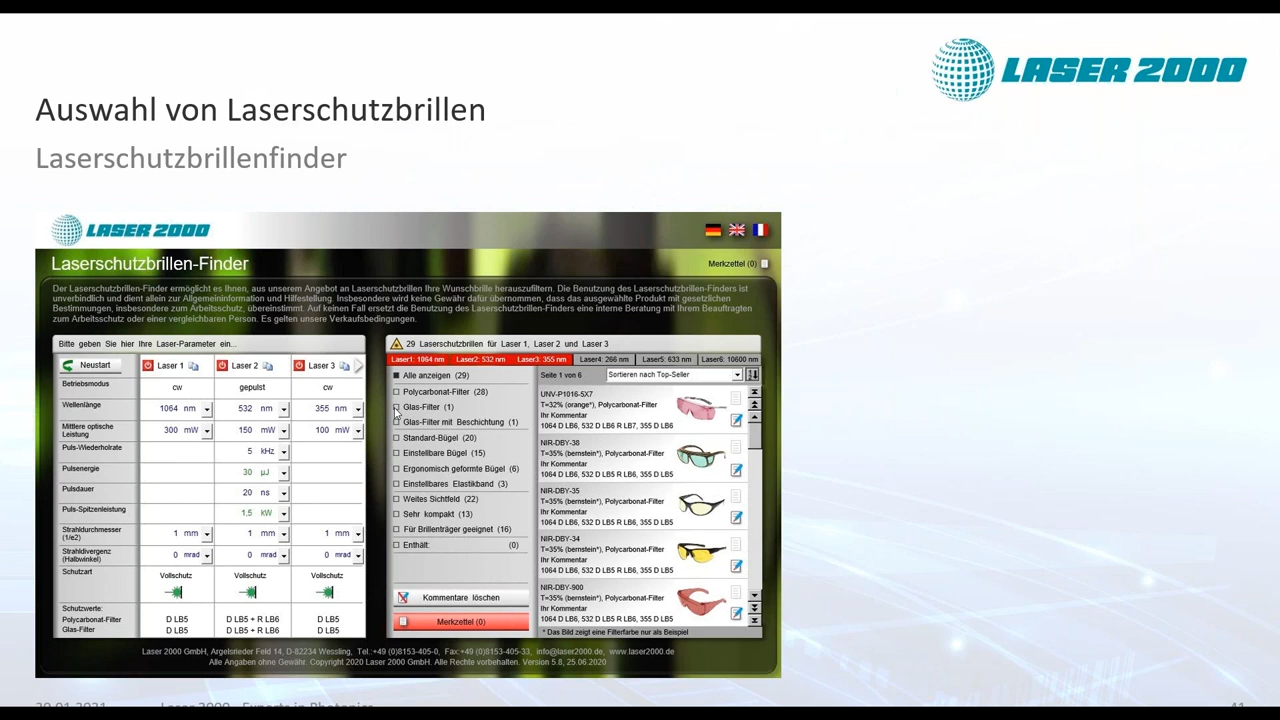 LASER 2000
Auswahl von Laserschutzbrillen
Laserschutzbrillenfinder
LASER 2000
Laserschutzbrillen-Finder
Merkzettel (0)
Der Laserschutzbrillen-Finder ermöglicht es Ihnen, aus unserem Angebot an Laserschutzbrillen Ihre Wunschbrille herauszufiltern. Die Benutzung des Laserschutzbrillen-Finders ist
unverbindlich und dient allein zur Allgemeininformation und Hilfestellung. Insbesondere wird keine Gewähr dafür übernommen, dass das ausgewählte Produkt mit gesetzlichen
Bestimmungen, insbesondere zum Arbeitsschutz, übereinstimmt. Auf keinen Fall ersetzt die Benutzung des Laserschutzbrillen-Finders eine interne Beratung mit Ihrem Beauftragten
zum Arbeitsschutz oder einer vergleichbaren Person. Es gelten unsere Verkaufsbedingungen.
Bitte geben Sie hier Ihre Laser-Parameter ein...
Neustart Laser 1 Laser 2 Laser 3
Betriebsmodus cw gepulst cw
Wellenlänge 1064 nm 532 nm 355 nm
Mittlere optische
Leistung 300 mW 150 mW 100 mW
Puls-Wiederholrate 5 kHz
Pulsenergie 30 µJ
Pulsdauer 20 ns
Puls-Spitzenleistung 1,5 kW
Strahldurchmesser
(1/e2) 1 mm 1 mm 1 mm
Strahldivergenz
(Halbwinkel) 0 mrad 0 mrad 0 mrad
Schutzart Vollschutz Vollschutz Vollschutz
Schutzwerte:
Polycarbonat-Filter D LB5 D LB5 + R LB6 D LB5
Glas-Filter D LB5 D LB5 + R LB6 D LB5
29 Laserschutzbrillen für Laser 1, Laser 2 und Laser 3
Laser1: 1064 nm Laser2: 532 nm Laser3: 355 nm Laser4: 266 nm Laser5: 633 nm Laser6: 10600 nm
Alle anzeigen (29)
Polycarbonat-Filter (28)
Glas-Filter (1)
Glas-Filter mit Beschichtung (1)
Standard-Bügel (20)
Einstellbare Bügel (15)
Ergonomisch geformte Bügel (6)
Einstellbares Elastikband (3)
Weites Sichtfeld (22)
Sehr kompakt (13)
Für Brillenträger geeignet (16)
Enthält: (0)
Kommentare löschen
Merkzettel (0)
Seite 1 von 6 Sortieren nach Top-Seller
UNV-P1016-5X7
T=32% (orange*), Polycarbonat-Filter
Ihr Kommentar
1064 D LB6, 532 D LB6 R LB7, 355 D LB6
NIR-DBY-38
T=35% (bernstein*), Polycarbonat-Filter
Ihr Kommentar
1064 D LB6, 532 D LB5 R LB6, 355 D LB5
NIR-DBY-35
T=35% (bernstein*), Polycarbonat-Filter
Ihr Kommentar
1064 D LB6, 532 D LB5 R LB6, 355 D LB5
NIR-DBY-34
T=35% (bernstein*), Polycarbonat-Filter
Ihr Kommentar
1064 D LB6, 532 D LB5 R LB6, 355 D LB5
NIR-DBY-900
T=35% (bernstein*), Polycarbonat-Filter
Ihr Kommentar
1064 D LB6, 532 D LB5 R LB6, 355 D LB5
* Das Bild zeigt eine Filterfarbe nur als Beispiel
Laser 2000 GmbH, Argelsrieder Feld 14, D-82234 Wessling, Tel.:+49 (0)8153-405-0, Fax:+49 (0)8153-405-33, info@laser2000.de, www.laser2000.de
Alle Angaben ohne Gewähr. Copyright 2020 Laser 2000 GmbH. Alle Rechte vorbehalten. Version 5.8, 25.06.2020